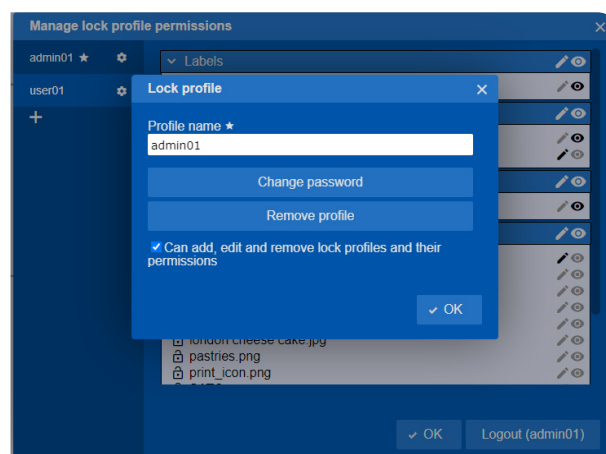 Manage lock profile permissions
admin01
Labels
user01
Lock profile
Profile name
admin01
Change password
Remove profile
Can add, edit and remove lock profiles and their
permissions
OK
london cheese cake.jpg
pastries.png
print_icon.png
OK
Logout (admin01)